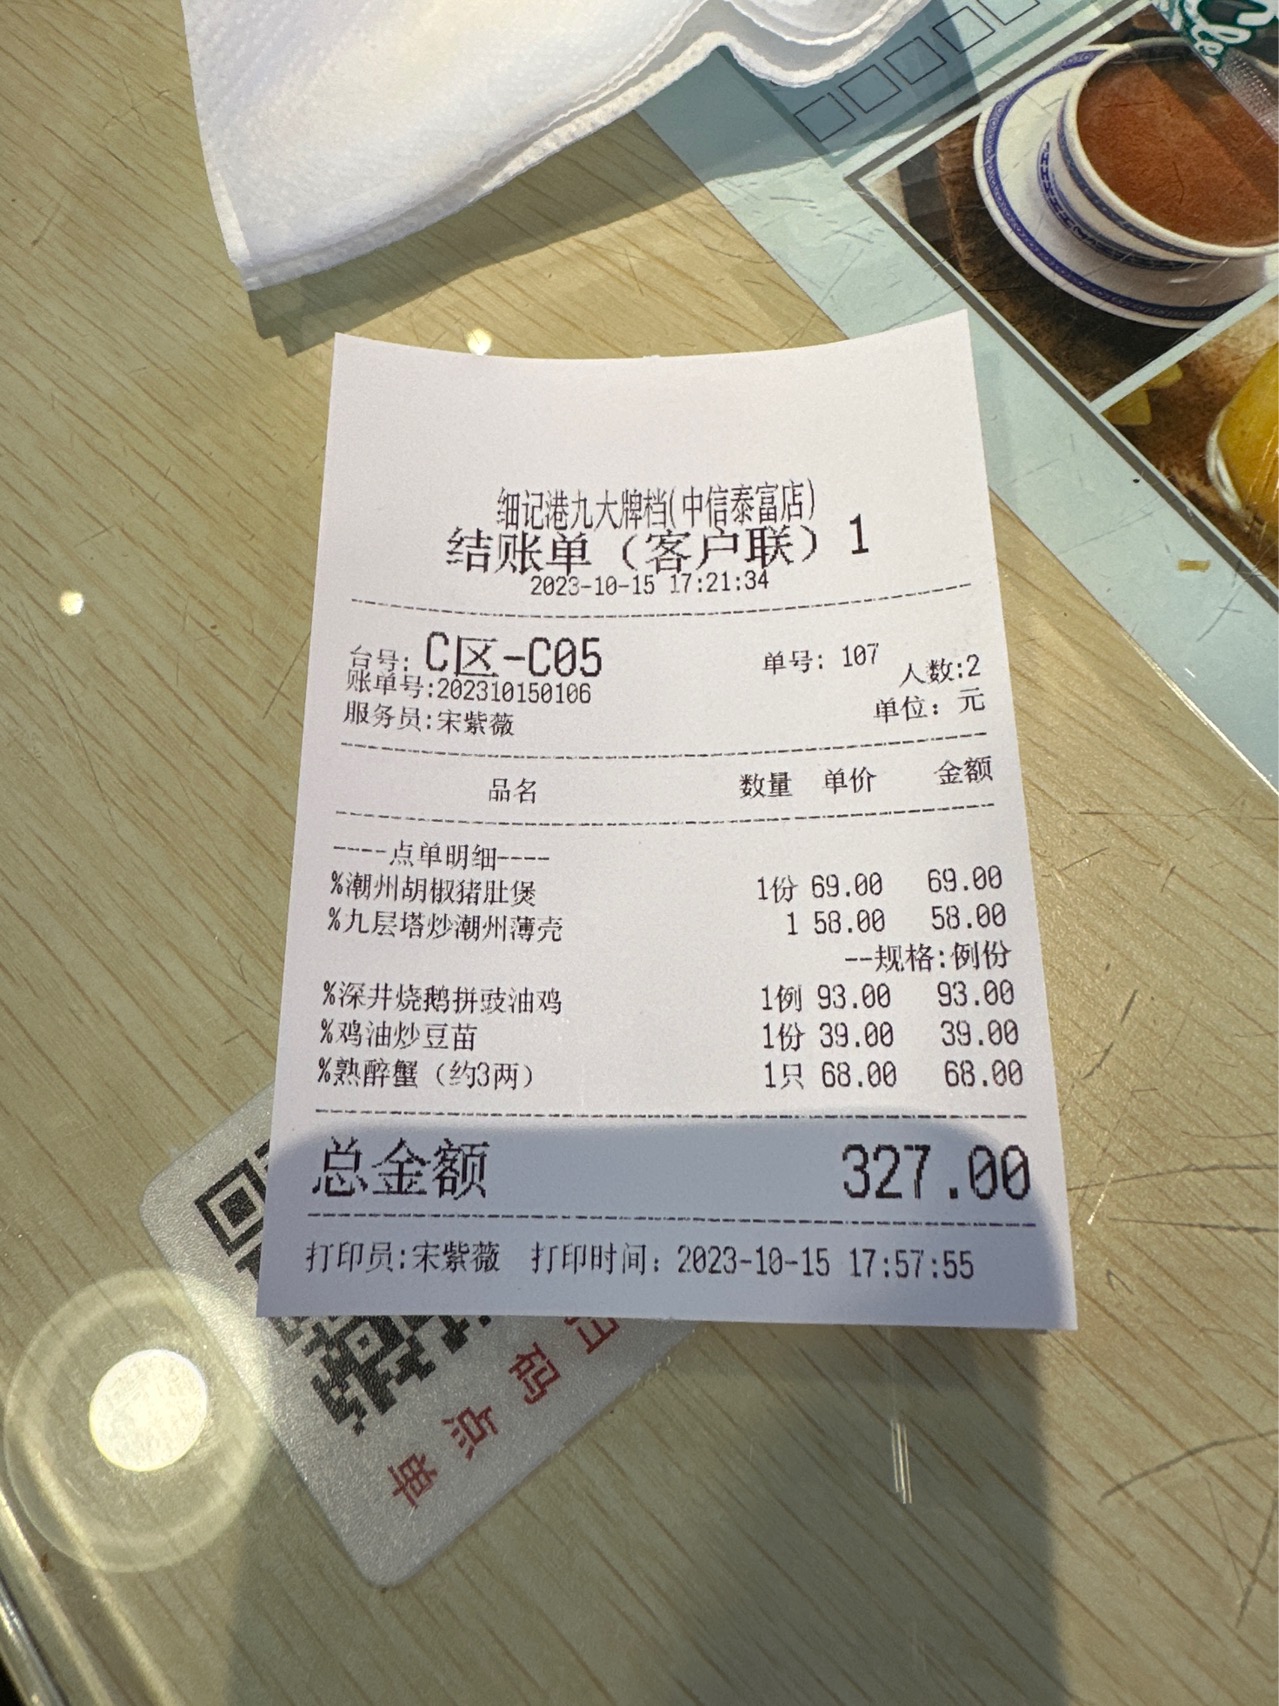 细记港九大牌档(中信泰富店)
结账单（客户联）1
2023-10-15 17:21:34
台号: C区-C05 单号: 107 人数:2
账单号:202310150106
服务员:宋紫薇 单位: 元
品名 数量 单价 金额
----点单明细----
%潮州胡椒猪肚煲 1份 69.00 69.00
%九层塔炒潮州薄壳 1 58.00 58.00
--规格:例份
%深井烧鹅拼豉油鸡 1例 93.00 93.00
%鸡油炒豆苗 1份 39.00 39.00
%熟醉蟹（约3两） 1只 68.00 68.00
总金额 327.00
打印员:宋紫薇 打印时间: 2023-10-15 17:57:55
扫码点单